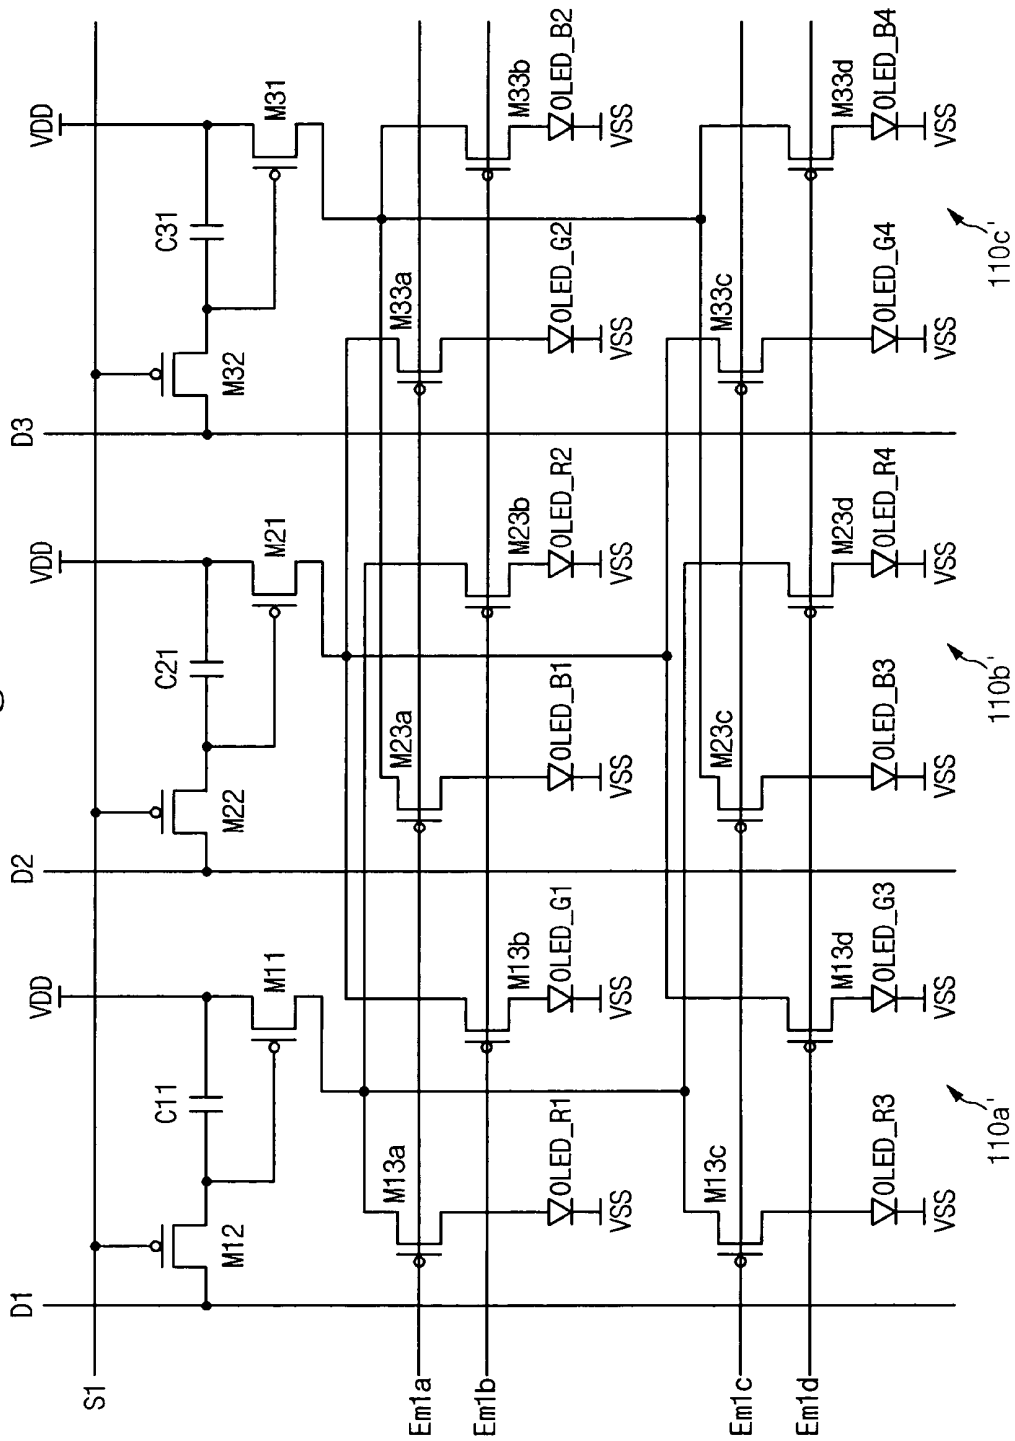 D1
D2
D3
S1
VDD
VDD
VDD
C11
C21
C31
M12
M11
M22
M21
M32
M31
Em1a
M13a
M23a
M33a
Em1b
M13b
M23b
M33b
OLED_R1
OLED_G1
OLED_B1
OLED_R2
OLED_G2
OLED_B2
VSS
VSS
VSS
VSS
VSS
VSS
Em1c
M13c
M23c
M33c
Em1d
M13d
M23d
M33d
OLED_R3
OLED_G3
OLED_B3
OLED_R4
OLED_G4
OLED_B4
VSS
VSS
VSS
VSS
VSS
VSS
110a'
110b'
110c'